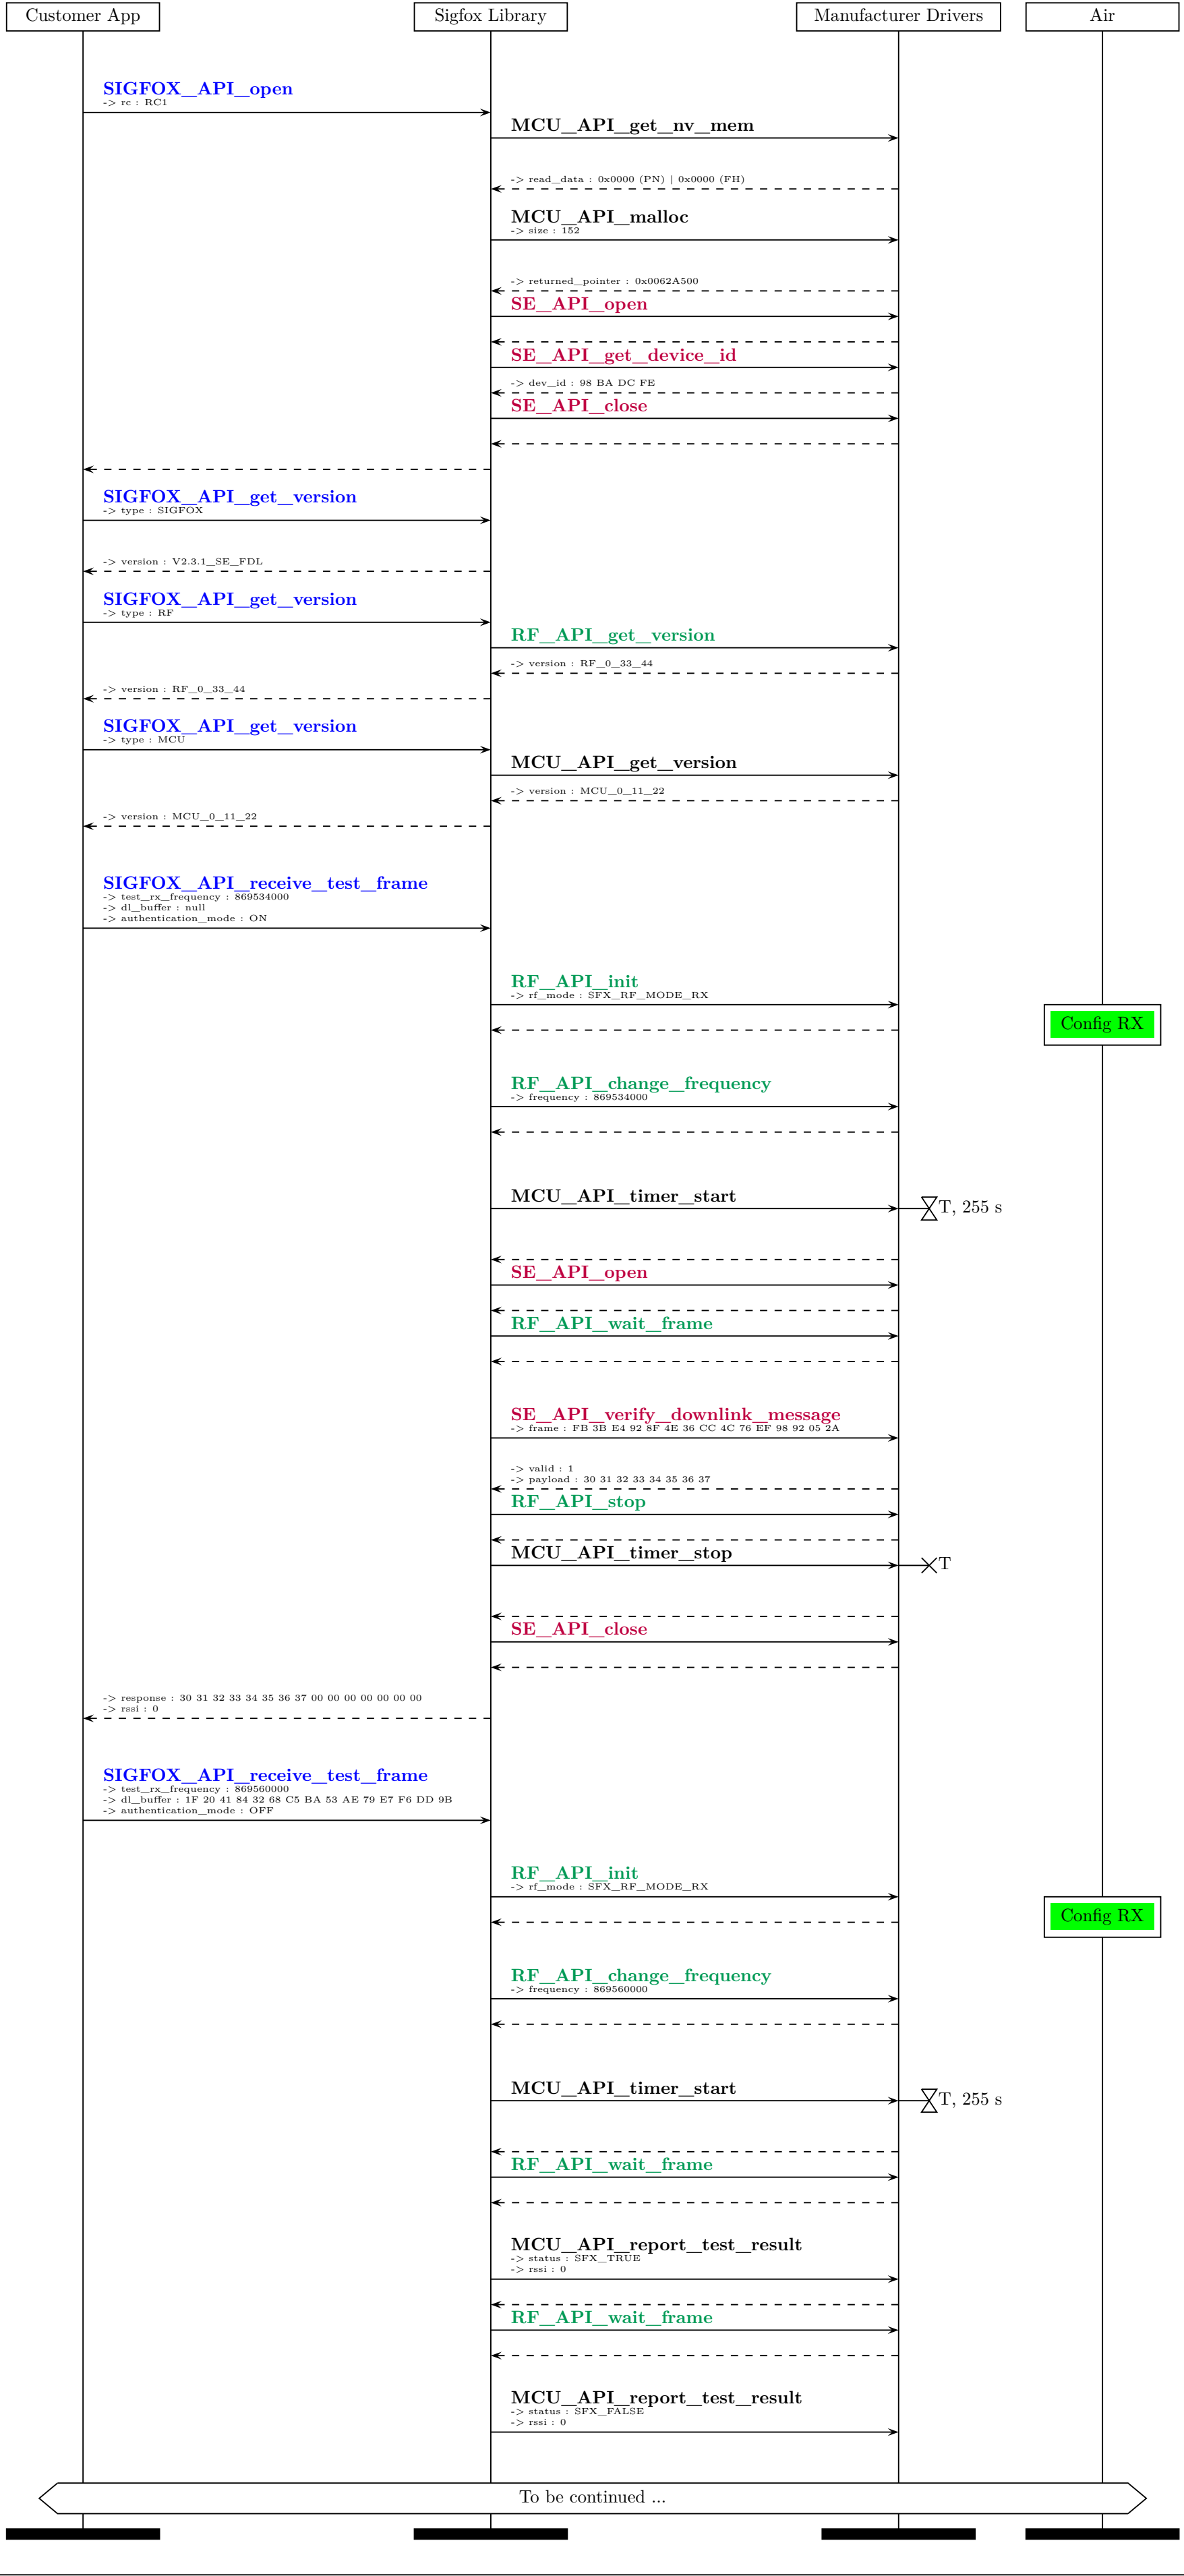 Customer App
Sigfox Library
Manufacturer Drivers
Air
SIGFOX_API_open
-> rc : RC1
MCU_API_get_nv_mem
-> read_data : 0x0000 (PN) | 0x0000 (FH)
MCU_API_malloc
-> size : 152
-> returned_pointer : 0x0062A500
SE_API_open
SE_API_get_device_id
-> dev_id : 98 BA DC FE
SE_API_close
SIGFOX_API_get_version
-> type : SIGFOX
-> version : V2.3.1_SE_FDL
SIGFOX_API_get_version
-> type : RF
RF_API_get_version
-> version : RF_0_33_44
-> version : RF_0_33_44
SIGFOX_API_get_version
-> type : MCU
MCU_API_get_version
-> version : MCU_0_11_22
-> version : MCU_0_11_22
SIGFOX_API_receive_test_frame
-> test_rx_frequency : 869534000
-> dl_buffer : null
-> authentication_mode : ON
RF_API_init
-> rf_mode : SFX_RF_MODE_RX
Config RX
RF_API_change_frequency
-> frequency : 869534000
MCU_API_timer_start
T, 255 s
SE_API_open
RF_API_wait_frame
SE_API_verify_downlink_message
-> frame : FB 3B E4 92 8F 4E 36 CC 4C 76 EF 98 92 05 2A
-> valid : 1
-> payload : 30 31 32 33 34 35 36 37
RF_API_stop
MCU_API_timer_stop
T
SE_API_close
-> response : 30 31 32 33 34 35 36 37 00 00 00 00 00 00 00
-> rssi : 0
SIGFOX_API_receive_test_frame
-> test_rx_frequency : 869560000
-> dl_buffer : 1F 20 41 84 32 68 C5 BA 53 AE 79 E7 F6 DD 9B
-> authentication_mode : OFF
RF_API_init
-> rf_mode : SFX_RF_MODE_RX
Config RX
RF_API_change_frequency
-> frequency : 869560000
MCU_API_timer_start
T, 255 s
RF_API_wait_frame
MCU_API_report_test_result
-> status : SFX_TRUE
-> rssi : 0
RF_API_wait_frame
MCU_API_report_test_result
-> status : SFX_FALSE
-> rssi : 0
To be continued ...